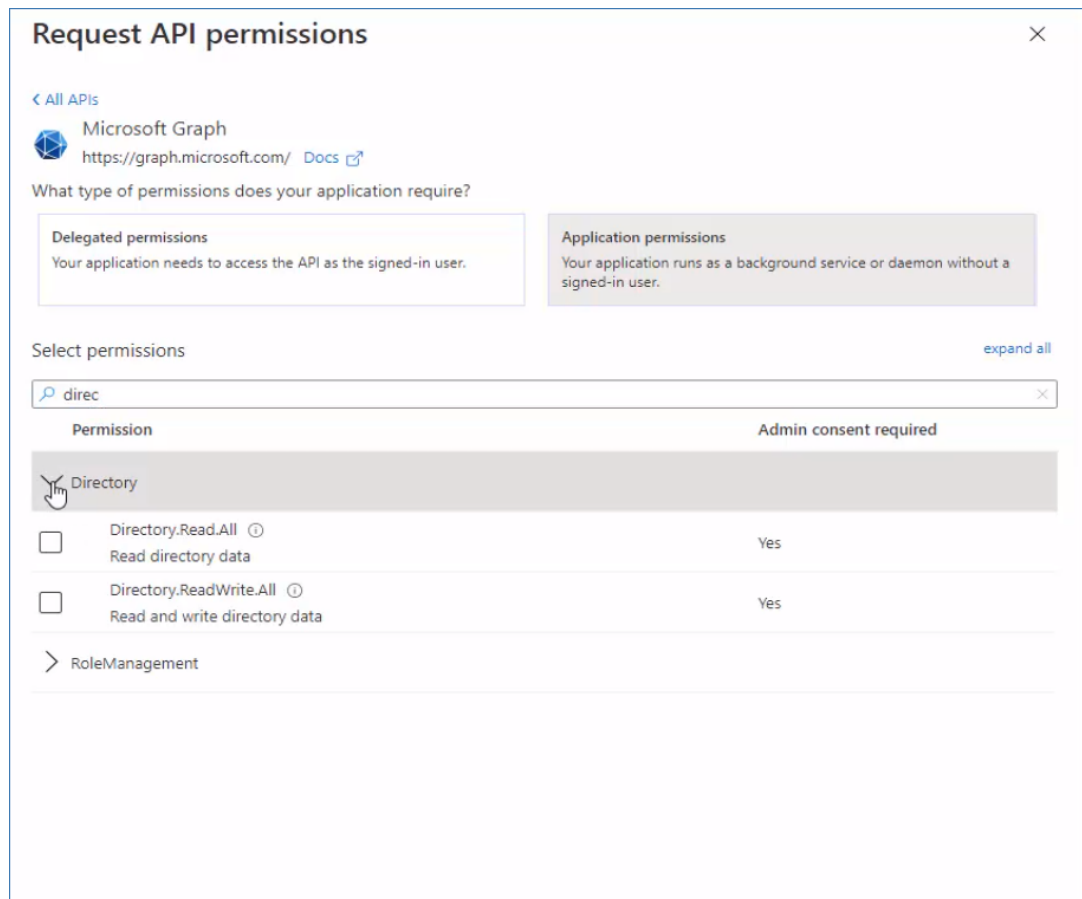 Request API permissions
All APIs
Microsoft Graph
https://graph.microsoft.com/ Docs
What type of permissions does your application require?
Delegated permissions
Your application needs to access the API as the signed-in user.
Application permissions
Your application runs as a background service or daemon without a
signed-in user.
Select permissions
expand all
direc
Permission
Admin consent required
Directory
Directory.Read.All
Read directory data
Yes
Directory.ReadWrite.All
Read and write directory data
Yes
RoleManagement